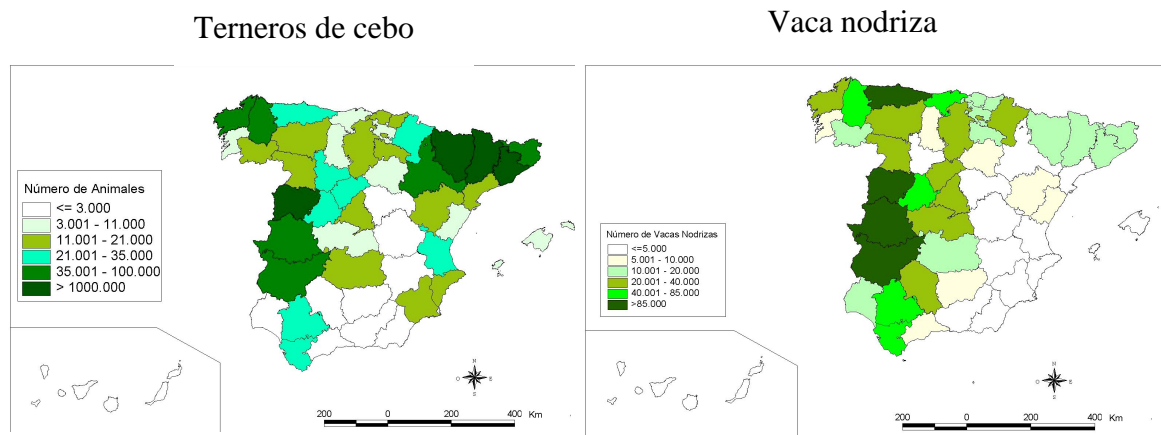 Terneros de cebo
Vaca nodriza
Número de Animales
<= 3.000
3.001 - 11.000
11.001 - 21.000
21.001 - 35.000
35.001 - 100.000
> 1000.000
N
O E
S
200 0 200 400 Km
Número de Vacas Nodrizas
<=5.000
5.001 - 10.000
10.001 - 20.000
20.001 - 40.000
40.001 - 85.000
>85.000
N
O E
S
200 0 200 400 Km